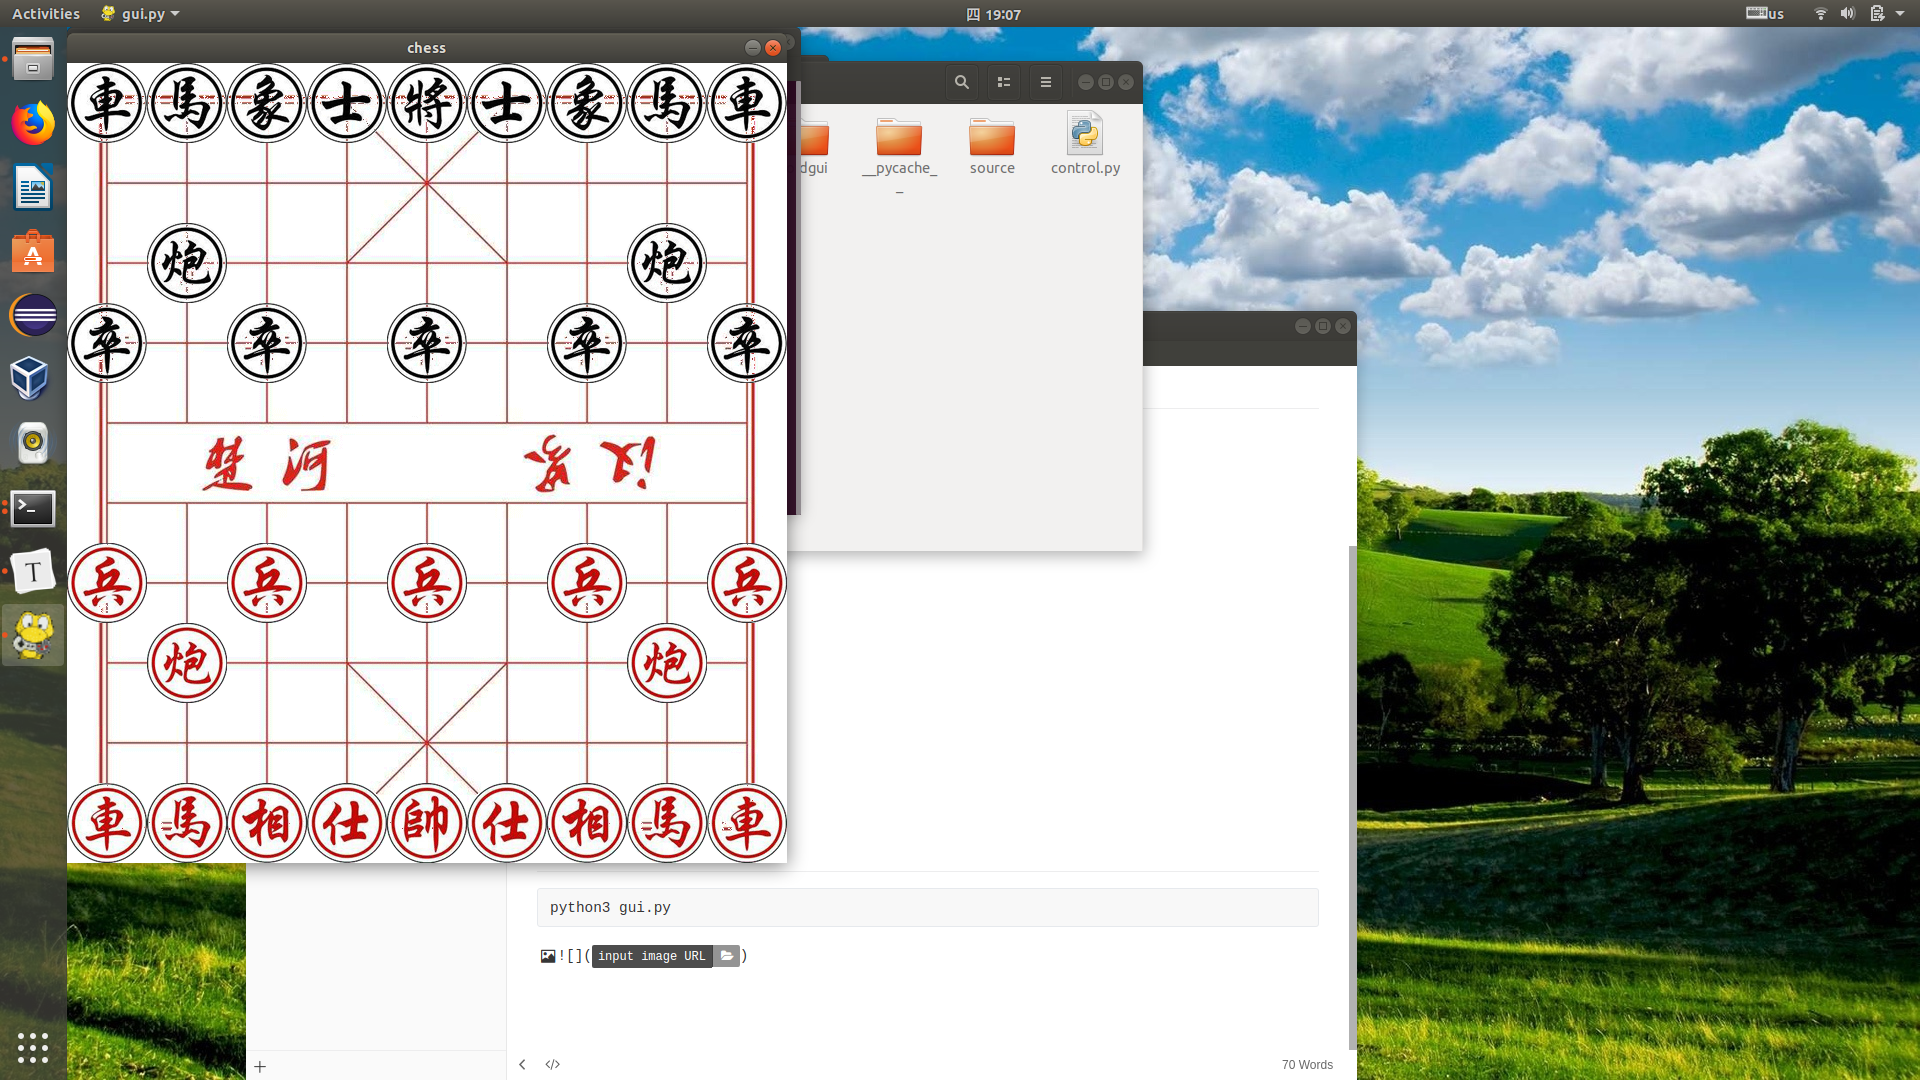 Activities
gui.py
四 19:07
us
chess
車馬象士將士象馬車
炮 炮
卒 卒 卒 卒 卒
楚 河 漢 界
兵 兵 兵 兵 兵
炮 炮
車馬相仕帥仕相馬車
dgui
__pycache_
_
source
control.py
python3 gui.py
![](input image URL)
70 Words
T